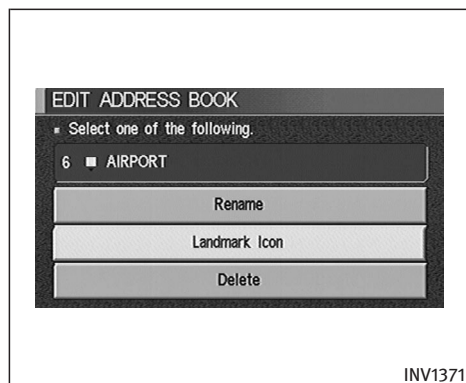 EDIT ADDRESS BOOK
Select one of the following.
6 AIRPORT
Rename
Landmark Icon
Delete
INV1371